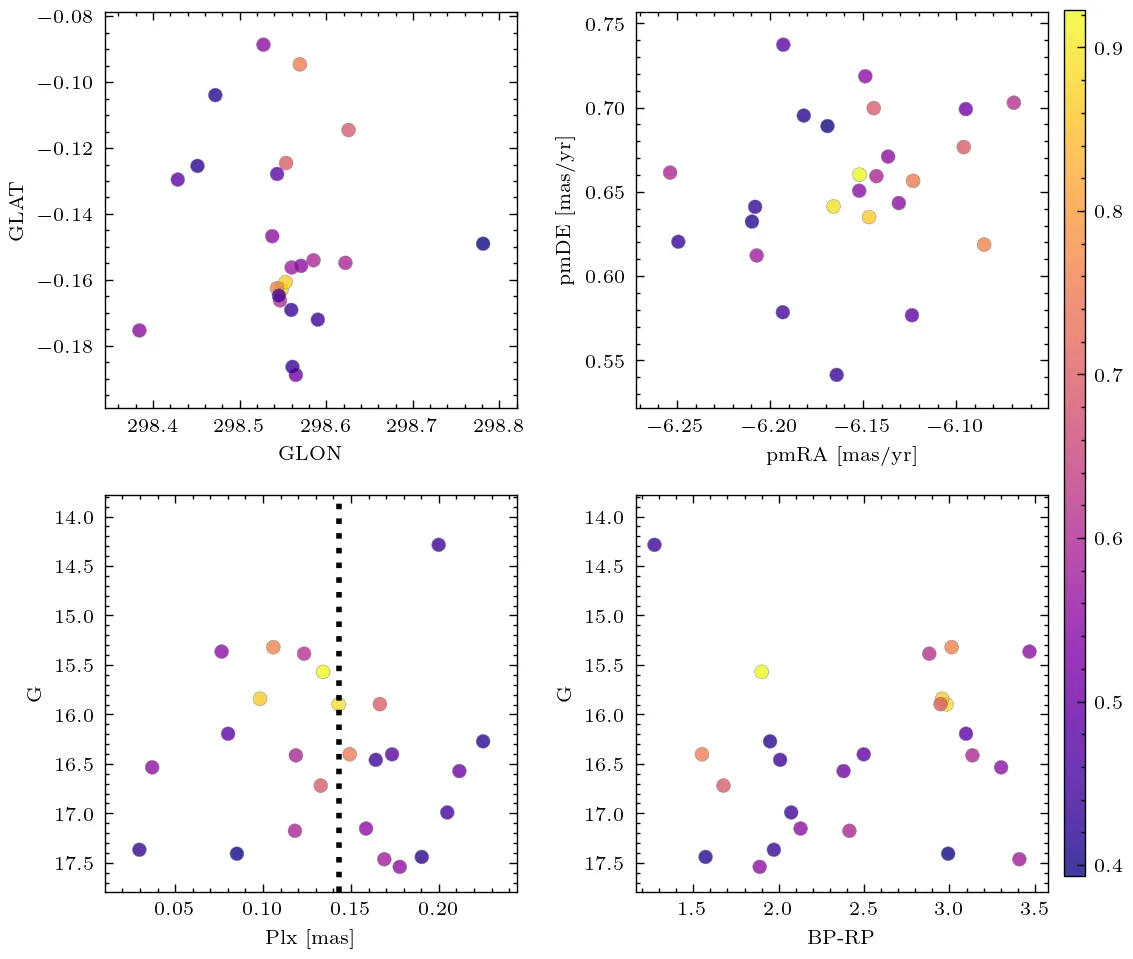 −0.08
−0.10
−0.12
−0.14
−0.16
−0.18
GLAT
298.4 298.5 298.6 298.7 298.8
GLON
0.75
0.70
0.65
0.60
0.55
pmDE [mas/yr]
−6.25 −6.20 −6.15 −6.10
pmRA [mas/yr]
0.9
0.8
0.7
0.6
0.5
0.4
14.0
14.5
15.0
15.5
16.0
16.5
17.0
17.5
G
0.05 0.10 0.15 0.20
Plx [mas]
14.0
14.5
15.0
15.5
16.0
16.5
17.0
17.5
G
1.5 2.0 2.5 3.0 3.5
BP-RP